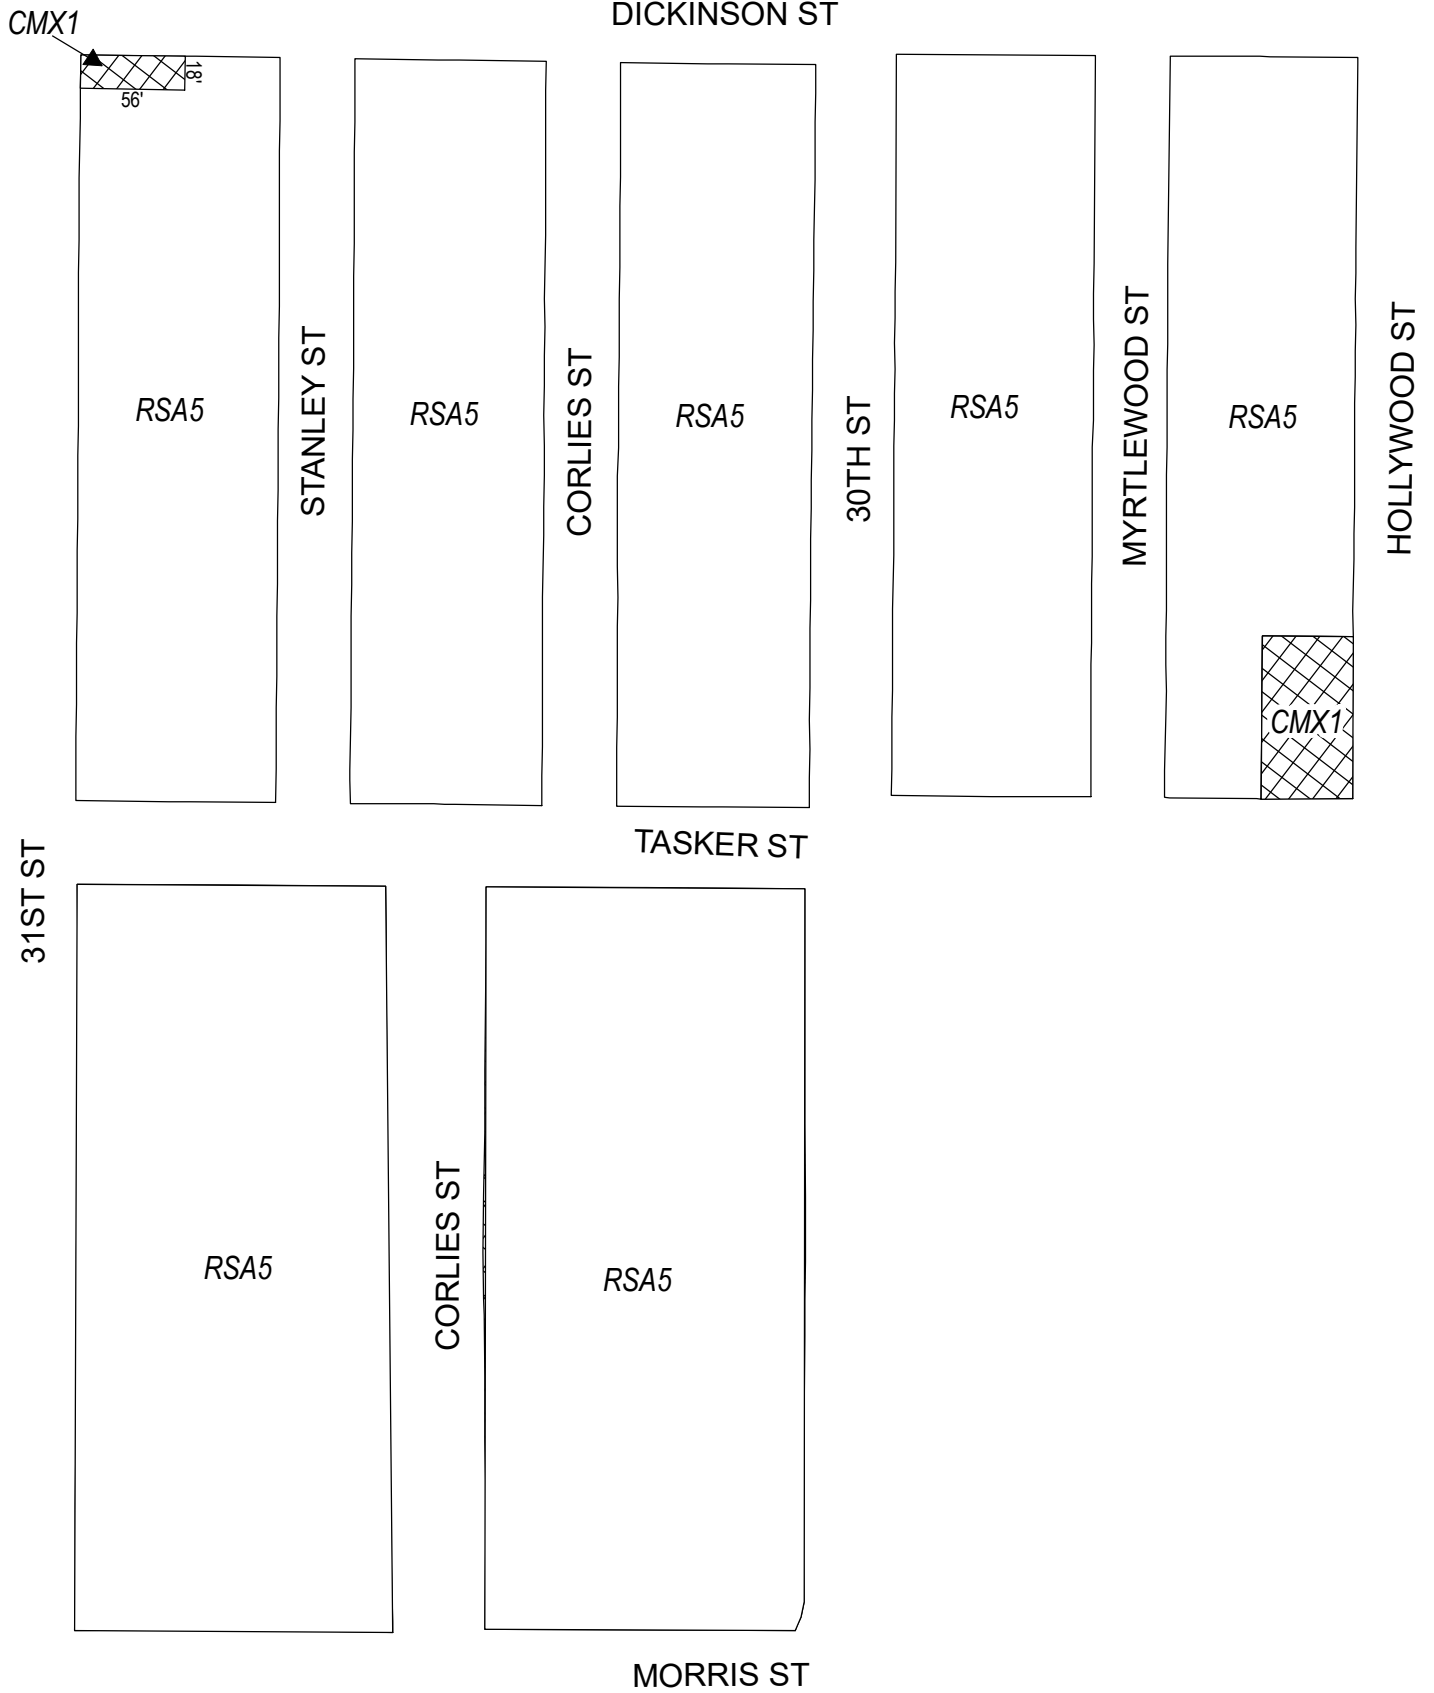 DICKINSON ST
CMX1
18'
56'
RSA5
STANLEY ST
RSA5
CORLIES ST
RSA5
30TH ST
RSA5
MYRTLEWOOD ST
RSA5
HOLLYWOOD ST
CMX1
TASKER ST
31ST ST
RSA5
CORLIES ST
RSA5
MORRIS ST